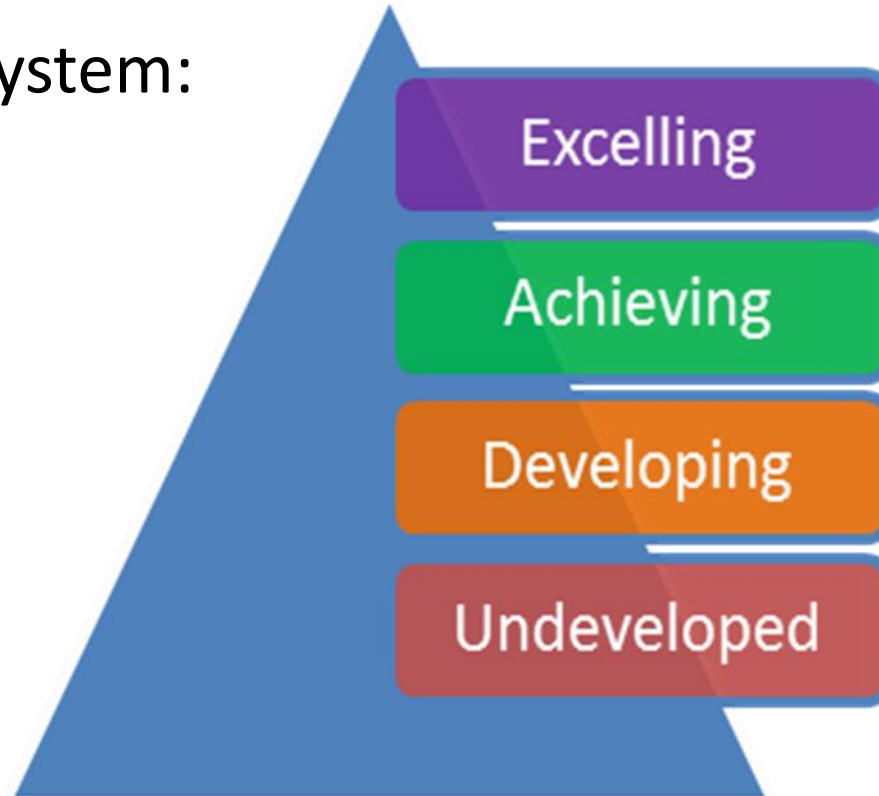 ystem:
Excelling
Achieving
Developing
Undeveloped